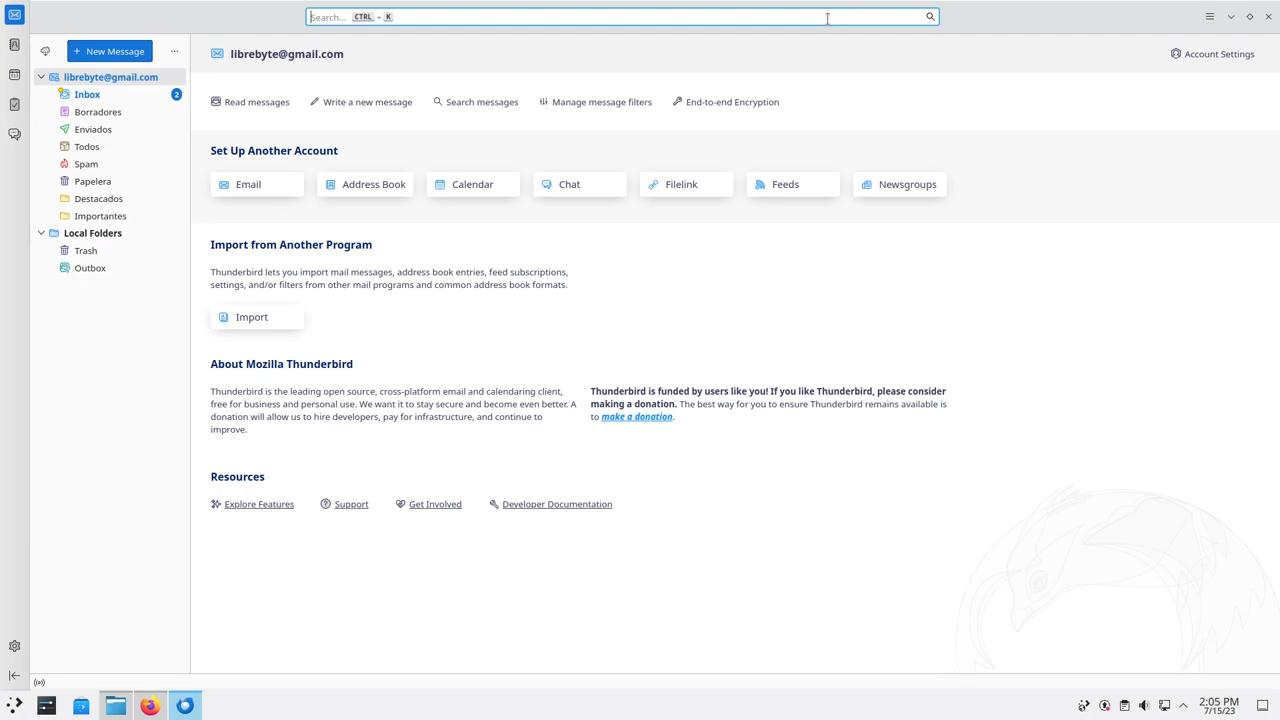 Search... CTRL + K
New Message
librebyte@gmail.com
Inbox 2
Borradores
Enviados
Todos
Spam
Papelera
Destacados
Importantes
Local Folders
Trash
Outbox
librebyte@gmail.com
Account Settings
Read messages
Write a new message
Search messages
Manage message filters
End-to-end Encryption
Set Up Another Account
Email
Address Book
Calendar
Chat
Filelink
Feeds
Newsgroups
Import from Another Program
Thunderbird lets you import mail messages, address book entries, feed subscriptions,
settings, and/or filters from other mail programs and common address book formats.
Import
About Mozilla Thunderbird
Thunderbird is the leading open source, cross-platform email and calendaring client,
free for business and personal use. We want it to stay secure and become even better. A
donation will allow us to hire developers, pay for infrastructure, and continue to
improve.
Thunderbird is funded by users like you! If you like Thunderbird, please consider
making a donation. The best way for you to ensure Thunderbird remains available is
to make a donation.
Resources
Explore Features
Support
Get Involved
Developer Documentation
2:05 PM
7/15/23